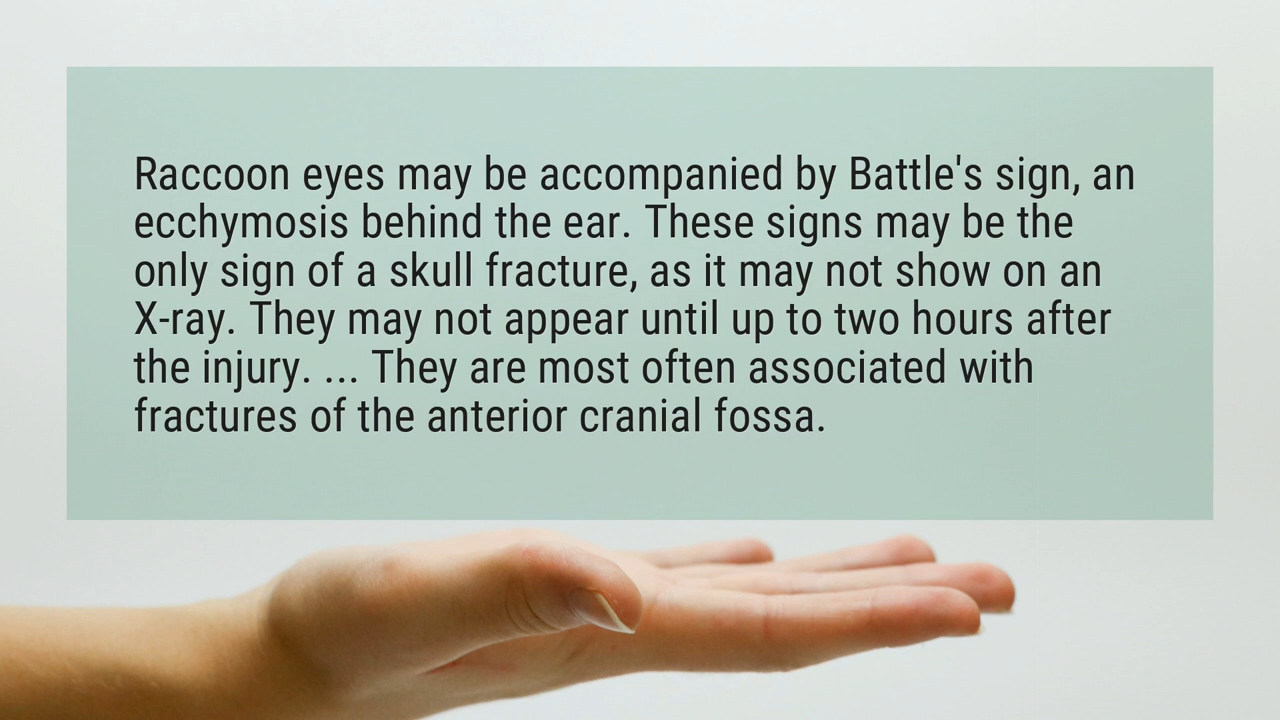 Raccoon eyes may be accompanied by Battle's sign, an
ecchymosis behind the ear. These signs may be the
only sign of a skull fracture, as it may not show on an
X-ray. They may not appear until up to two hours after
the injury. ... They are most often associated with
fractures of the anterior cranial fossa.